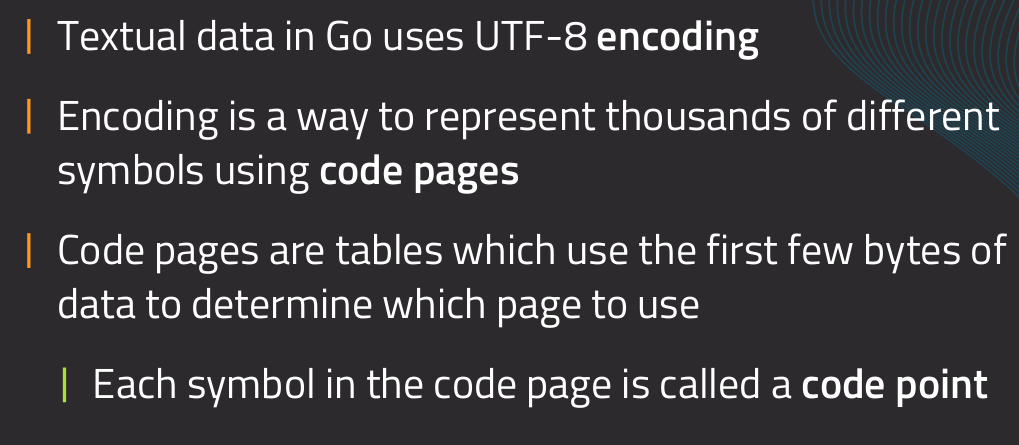 Textual data in Go uses UTF-8 encoding
Encoding is a way to represent thousands of different
symbols using code pages
Code pages are tables which use the first few bytes of
data to determine which page to use
Each symbol in the code page is called a code point